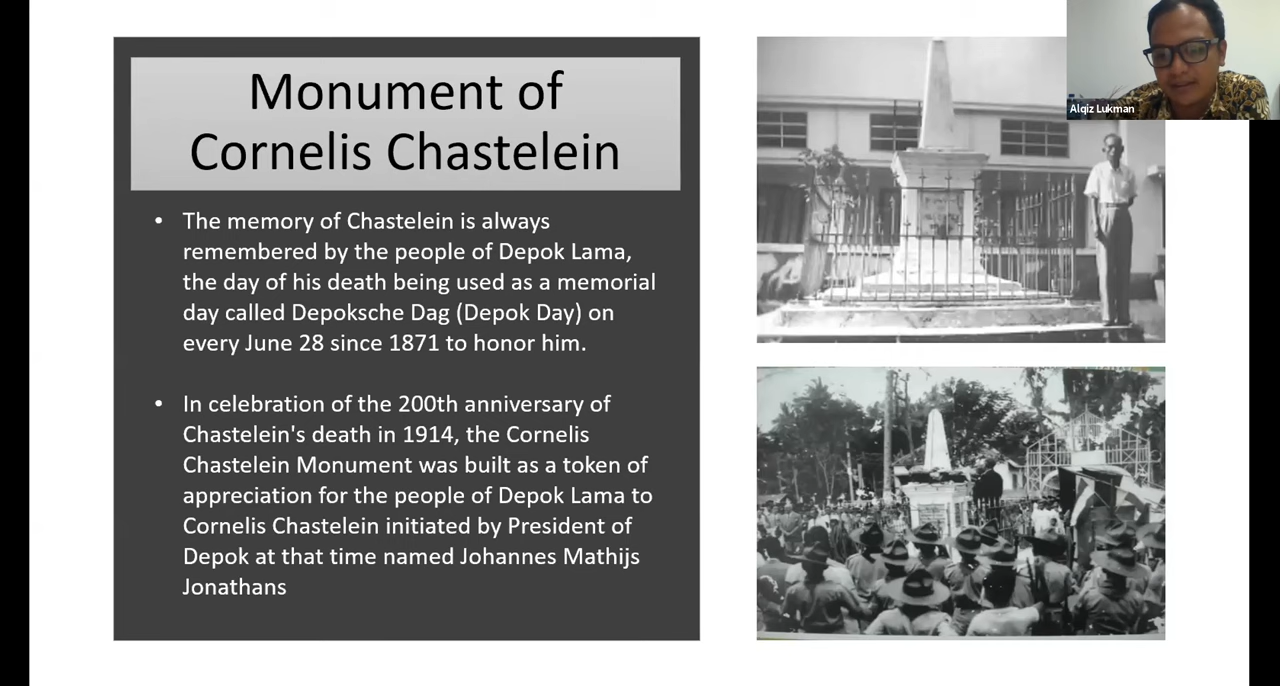 Monument of
Cornelis Chastelein
• The memory of Chastelein is always
remembered by the people of Depok Lama,
the day of his death being used as a memorial
day called Depoksche Dag (Depok Day) on
every June 28 since 1871 to honor him.
• In celebration of the 200th anniversary of
Chastelein's death in 1914, the Cornelis
Chastelein Monument was built as a token of
appreciation for the people of Depok Lama to
Cornelis Chastelein initiated by President of
Depok at that time named Johannes Mathijs
Jonathans
Alqiz Lukman